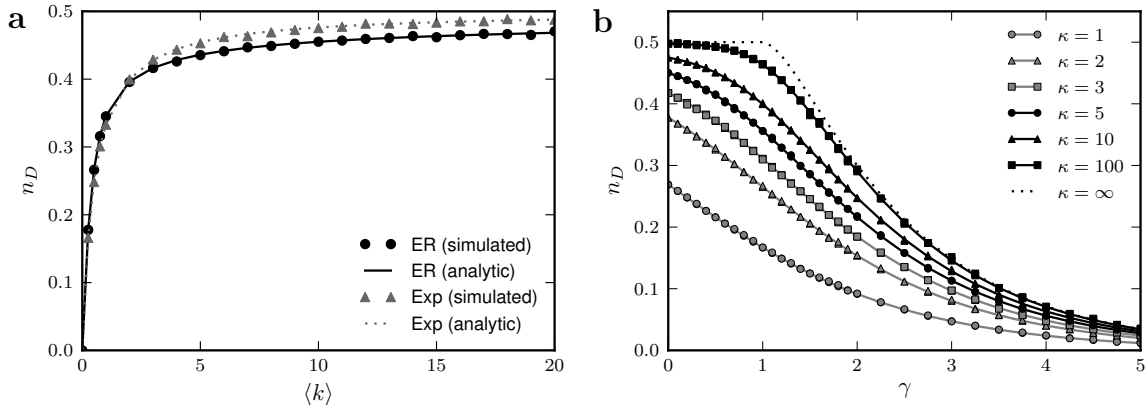 a
0.5
0.4
0.3
0.2
0.1
0.0
n_D
0 5 10 15 20
⟨k⟩
ER (simulated)
ER (analytic)
Exp (simulated)
Exp (analytic)
b
0.5
0.4
0.3
0.2
0.1
0.0
n_D
0 1 2 3 4 5
γ
κ = 1
κ = 2
κ = 3
κ = 5
κ = 10
κ = 100
κ = ∞